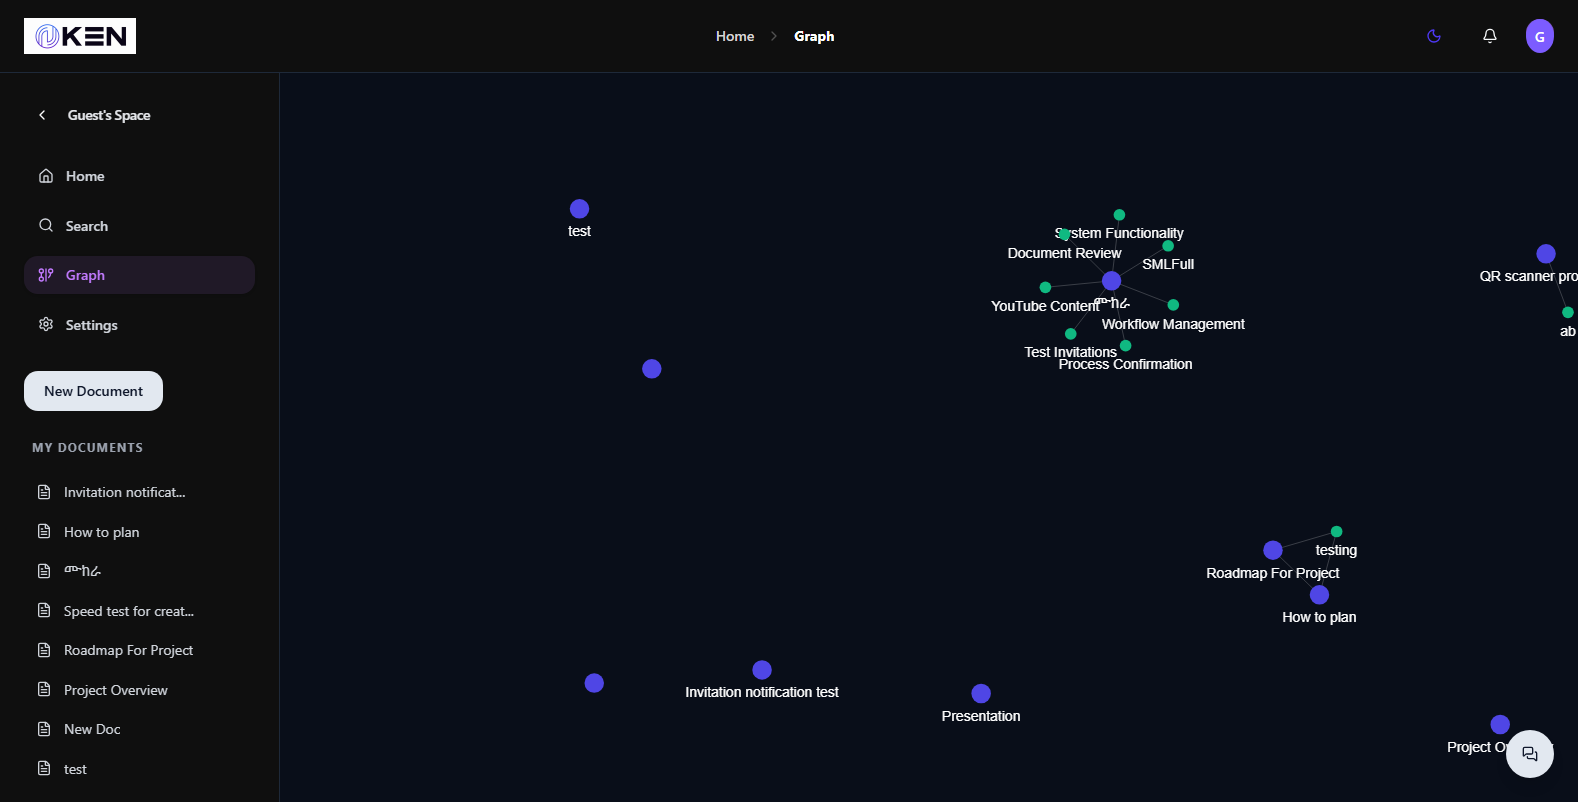 KEN
Home > Graph
G
Guest's Space
Home
Search
Graph
Settings
New Document
MY DOCUMENTS
Invitation notificat...
How to plan
ሙከራ
Speed test for creat...
Roadmap For Project
Project Overview
New Doc
test
test
System Functionality
Document Review
SMLFull
YouTube Content
ሙከራ
Workflow Management
Test Invitations
Process Confirmation
QR scanner pro
ab
testing
Roadmap For Project
How to plan
Invitation notification test
Presentation
Project O